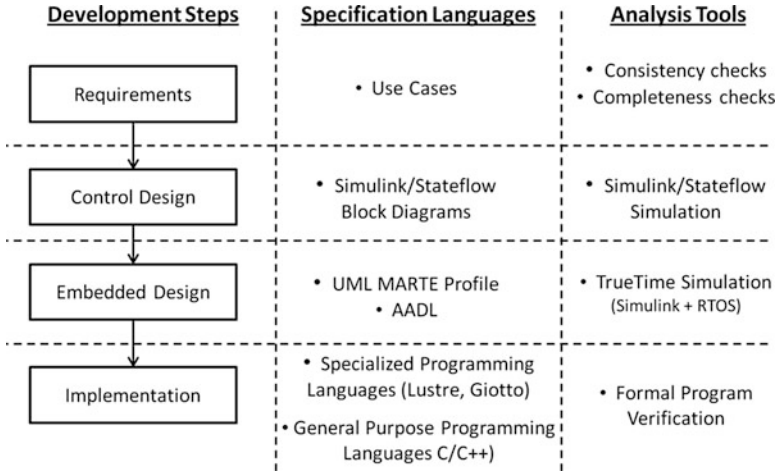 Development Steps
Specification Languages
Analysis Tools
Requirements
• Use Cases
• Consistency checks
• Completeness checks
Control Design
• Simulink/Stateflow
Block Diagrams
• Simulink/Stateflow
Simulation
Embedded Design
• UML MARTE Profile
• AADL
• TrueTime Simulation
(Simulink + RTOS)
Implementation
• Specialized Programming
Languages (Lustre, Giotto)
• General Purpose Programming
Languages C/C++)
• Formal Program
Verification